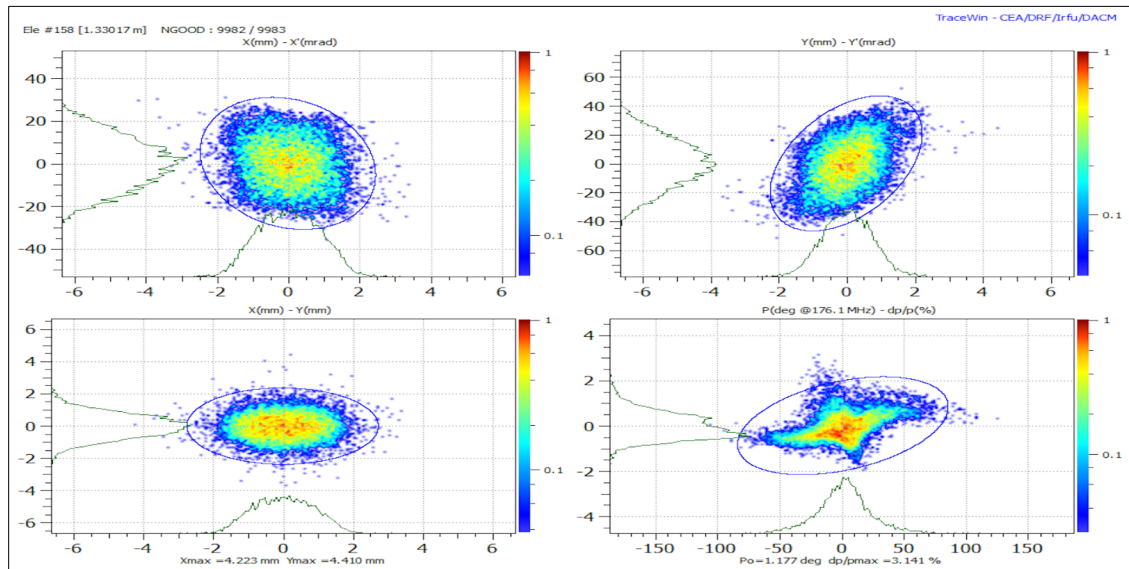 TraceWin - CEA/DRF/Irfu/DACM
Ele #158 [1.33017 m] NGOOD : 9982 / 9983
X(mm) - X'(mrad)
Y(mm) - Y'(mrad)
40
20
0
-20
-40
-6 -4 -2 0 2 4 6
1
0.1
60
40
20
0
-20
-40
-60
-6 -4 -2 0 2 4 6
1
0.1
X(mm) - Y(mm)
P(deg @176.1 MHz) - dp/p(%)
6
4
2
0
-2
-4
-6
-6 -4 -2 0 2 4 6
Xmax =4.223 mm Ymax =4.410 mm
1
0.1
4
2
0
-2
-4
-150 -100 -50 0 50 100 150
Po=1.177 deg dp/pmax =3.141 %
1
0.1